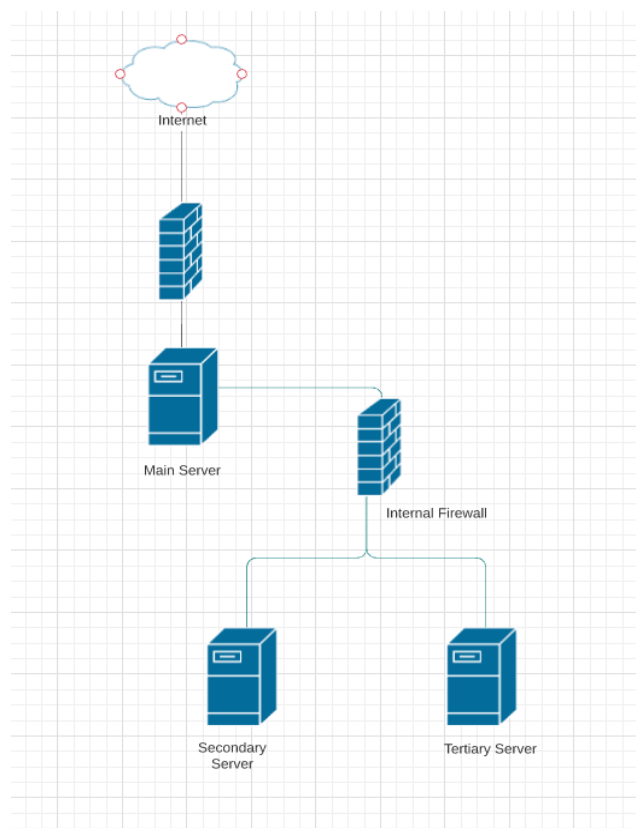 Internet
Main Server
Internal Firewall
Secondary
Server
Tertiary Server